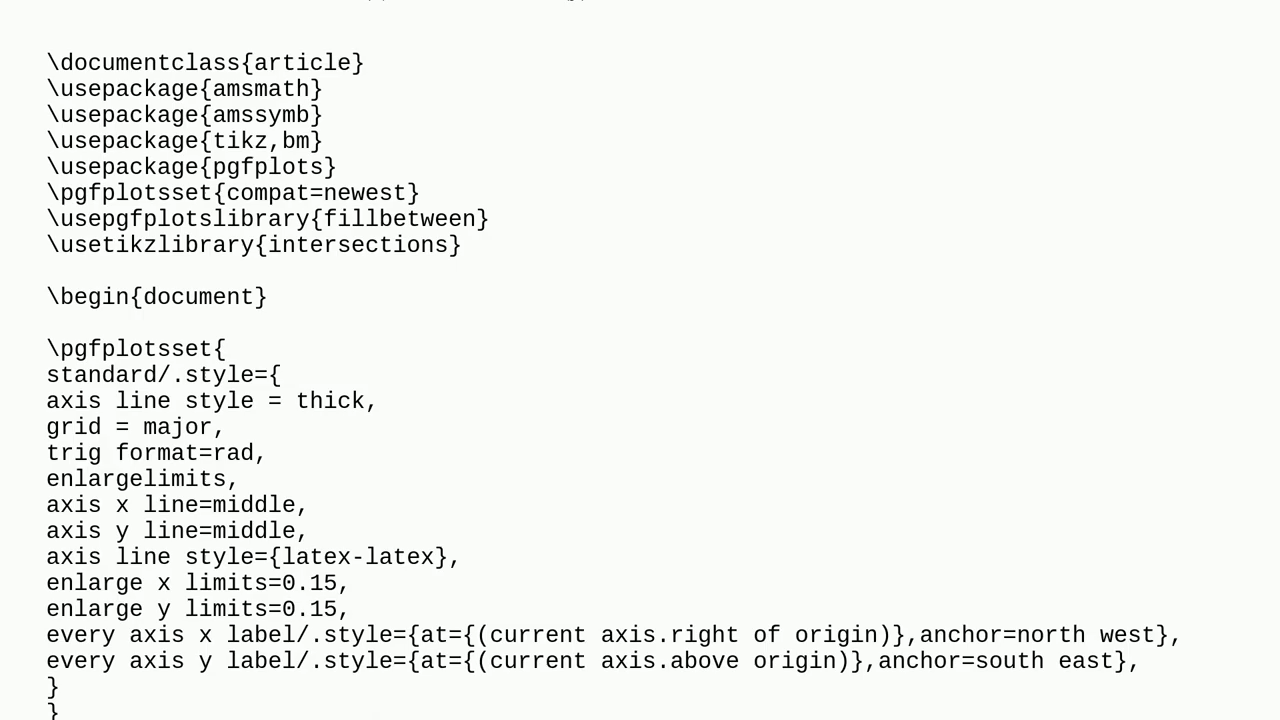 \documentclass{article}
\usepackage{amsmath}
\usepackage{amssymb}
\usepackage{tikz,bm}
\usepackage{pgfplots}
\pgfplotsset{compat=newest}
\usepgfplotslibrary{fillbetween}
\usetikzlibrary{intersections}
\begin{document}
\pgfplotsset{
standard/.style={
axis line style = thick,
grid = major,
trig format=rad,
enlargelimits,
axis x line=middle,
axis y line=middle,
axis line style={latex-latex},
enlarge x limits=0.15,
enlarge y limits=0.15,
every axis x label/.style={at={(current axis.right of origin)},anchor=north west},
every axis y label/.style={at={(current axis.above origin)},anchor=south east},
}
}